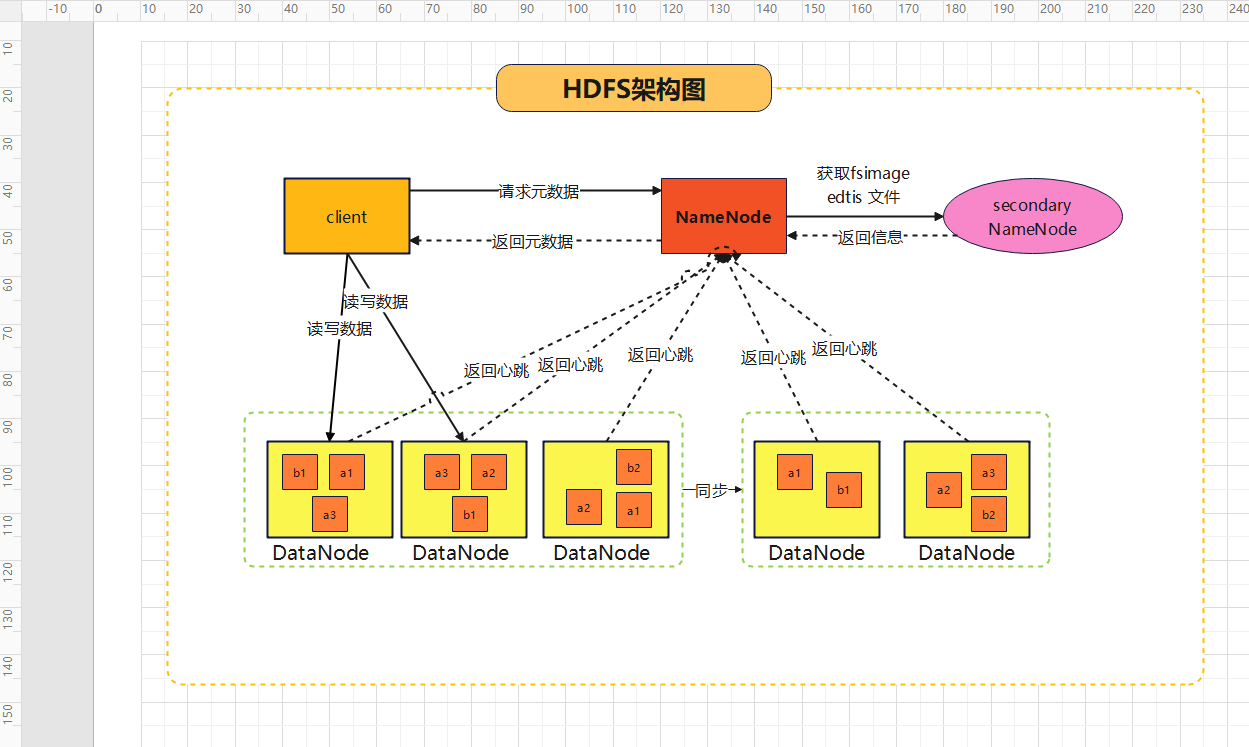 -10 0 10 20 30 40 50 60 70 80 90 100 110 120 130 140 150 160 170 180 190 200 210 220 230 240
10
20
30
40
50
60
70
80
90
100
110
120
130
140
150
HDFS架构图
client
请求元数据
返回元数据
NameNode
获取fsimage
edtis 文件
返回信息
secondary
NameNode
读写数据
读写数据
返回心跳
返回心跳
返回心跳
返回心跳
返回心跳
b1 a1
a3
DataNode
a3 a2
b1
DataNode
b2
a2 a1
DataNode
同步
a1
b1
DataNode
a3
a2
b2
DataNode